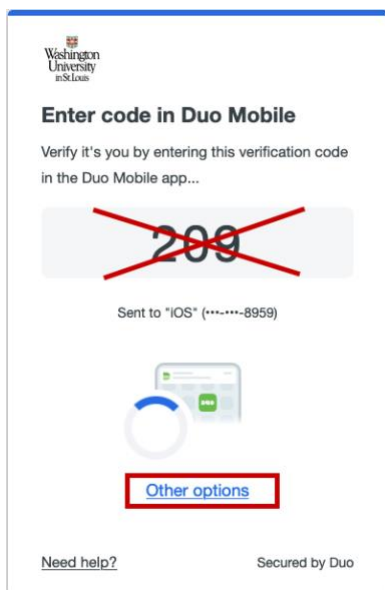 Washington
University
in St. Louis
Enter code in Duo Mobile
Verify it's you by entering this verification code
in the Duo Mobile app...
209
Sent to "iOS" (•••-•••-8959)
Other options
Need help?
Secured by Duo